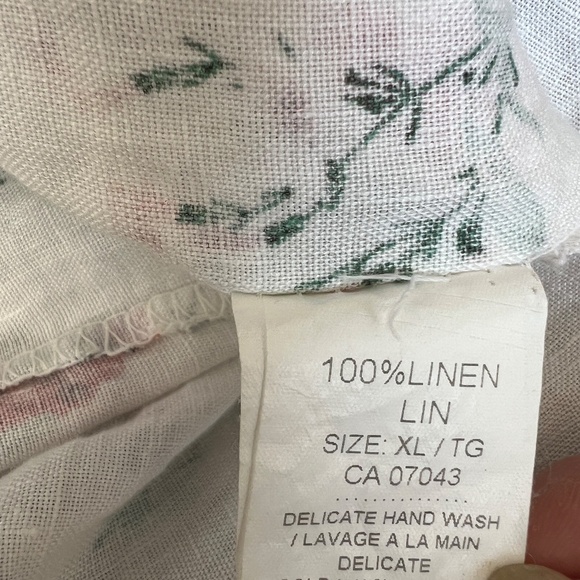 100%LINEN
LIN
SIZE: XL / TG
CA 07043
DELICATE HAND WASH
/ LAVAGE A LA MAIN
DELICATE